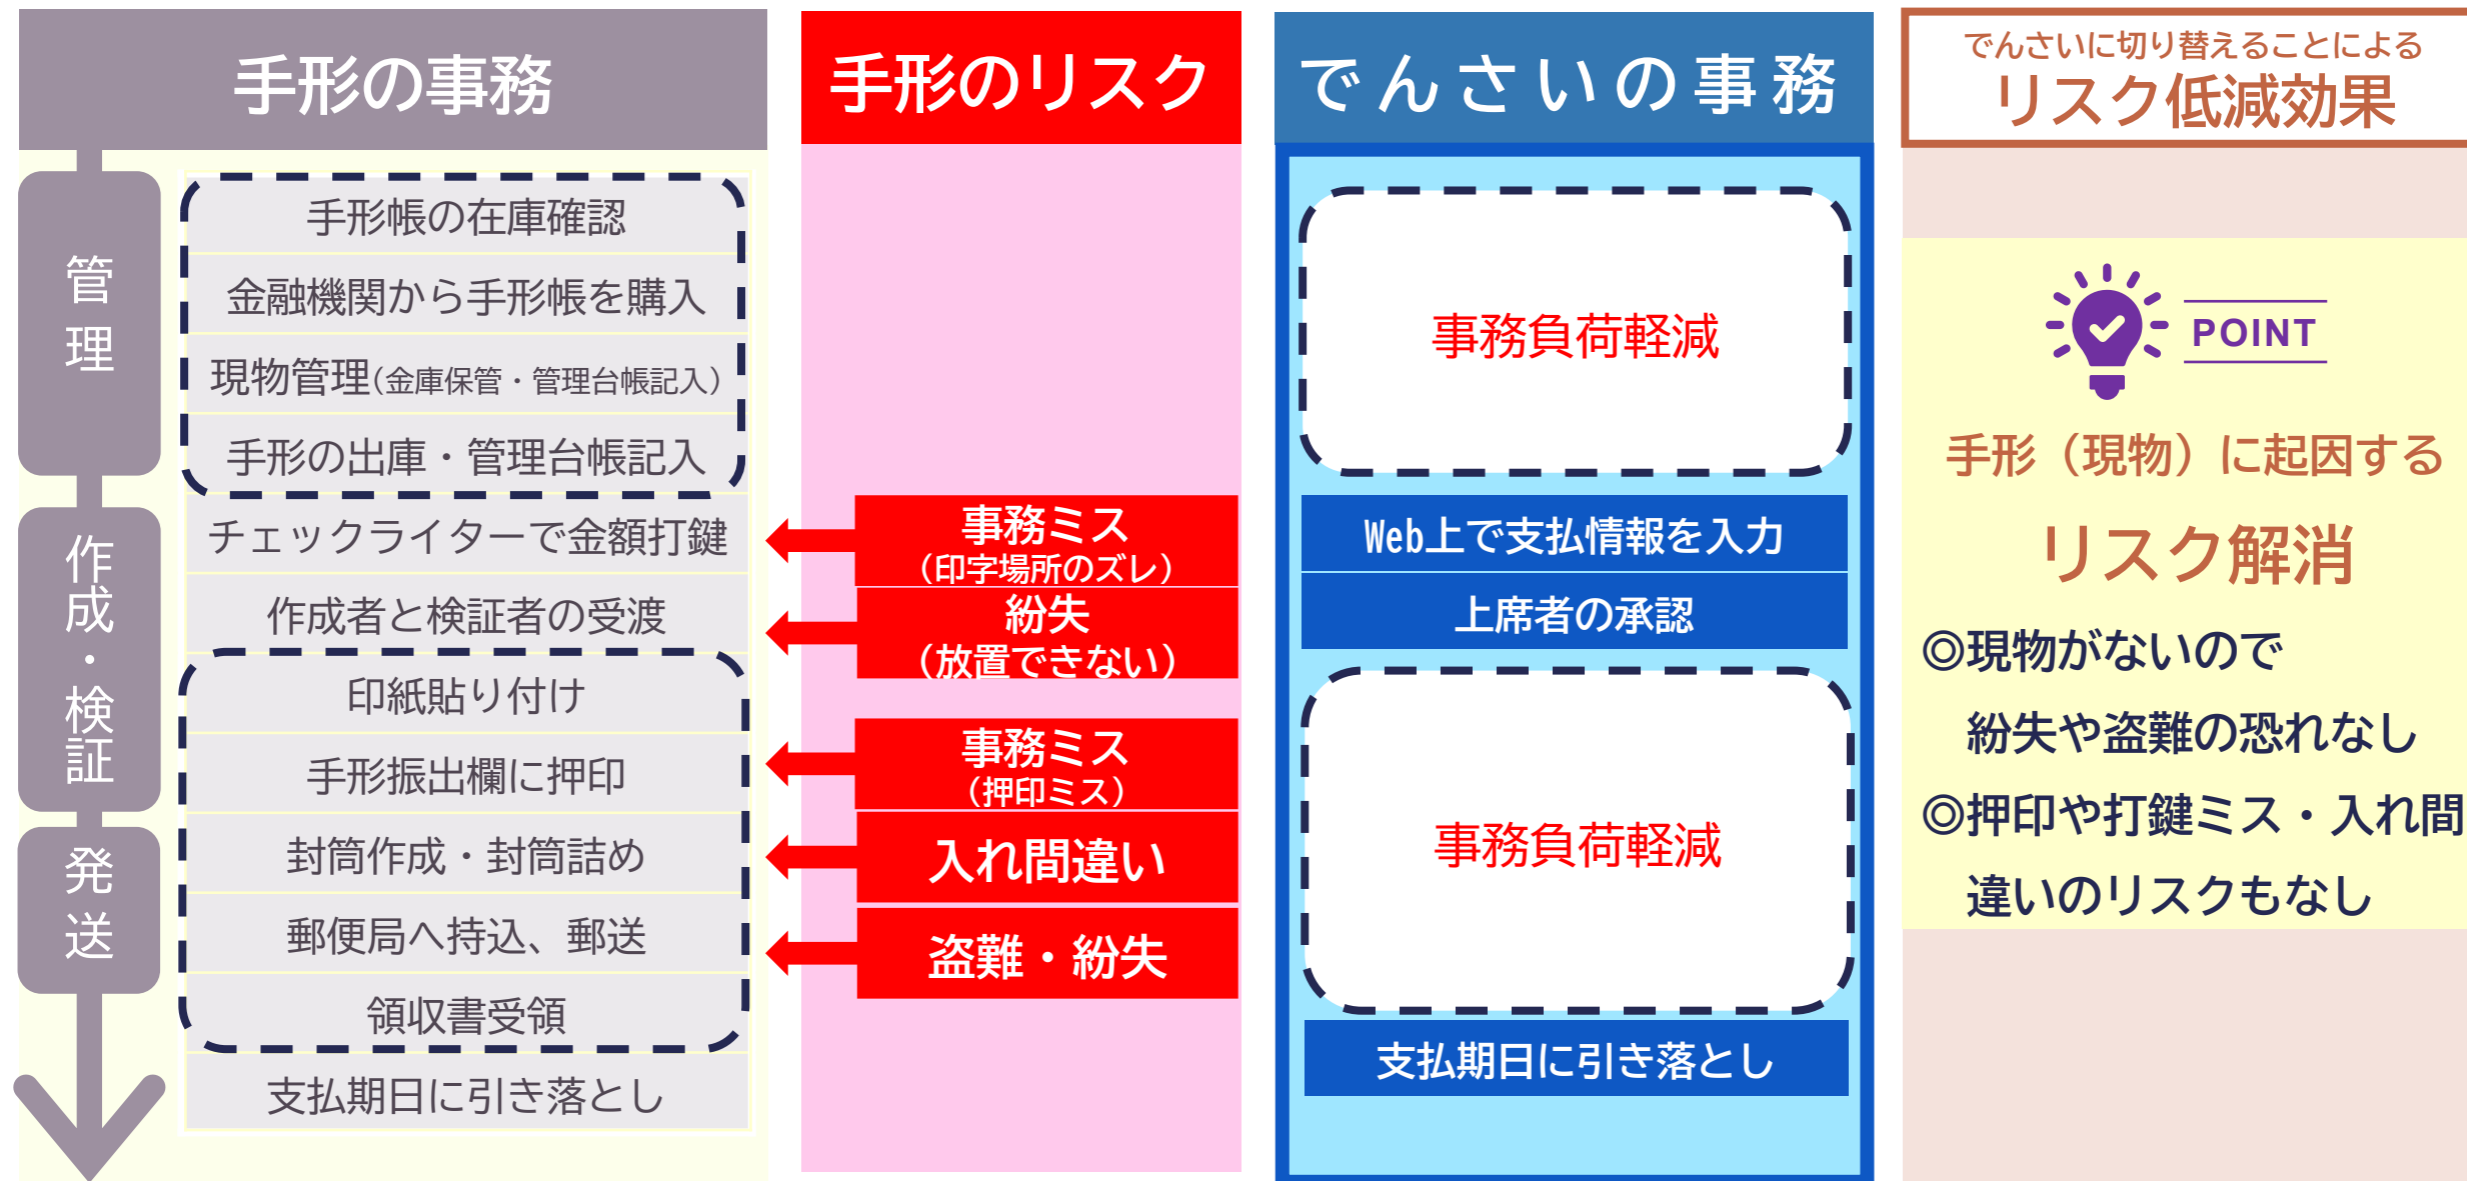 手形の事務
管理
手形帳の在庫確認
金融機関から手形帳を購入
現物管理(金庫保管・管理台帳記入)
手形の出庫・管理台帳記入
作成・検証
チェックライターで金額打鍵
作成者と検証者の受渡
印紙貼り付け
手形振出欄に押印
発送
封筒作成・封筒詰め
郵便局へ持込、郵送
領収書受領
支払期日に引き落とし
手形のリスク
事務ミス
(印字場所のズレ)
紛失
(放置できない)
事務ミス
(押印ミス)
入れ間違い
盗難・紛失
でんさいの事務
事務負荷軽減
Web上で支払情報を入力
上席者の承認
事務負荷軽減
支払期日に引き落とし
でんさいに切り替えることによる
リスク低減効果
POINT
手形（現物）に起因する
リスク解消
◎現物がないので
紛失や盗難の恐れなし
◎押印や打鍵ミス・入れ間
違いのリスクもなし